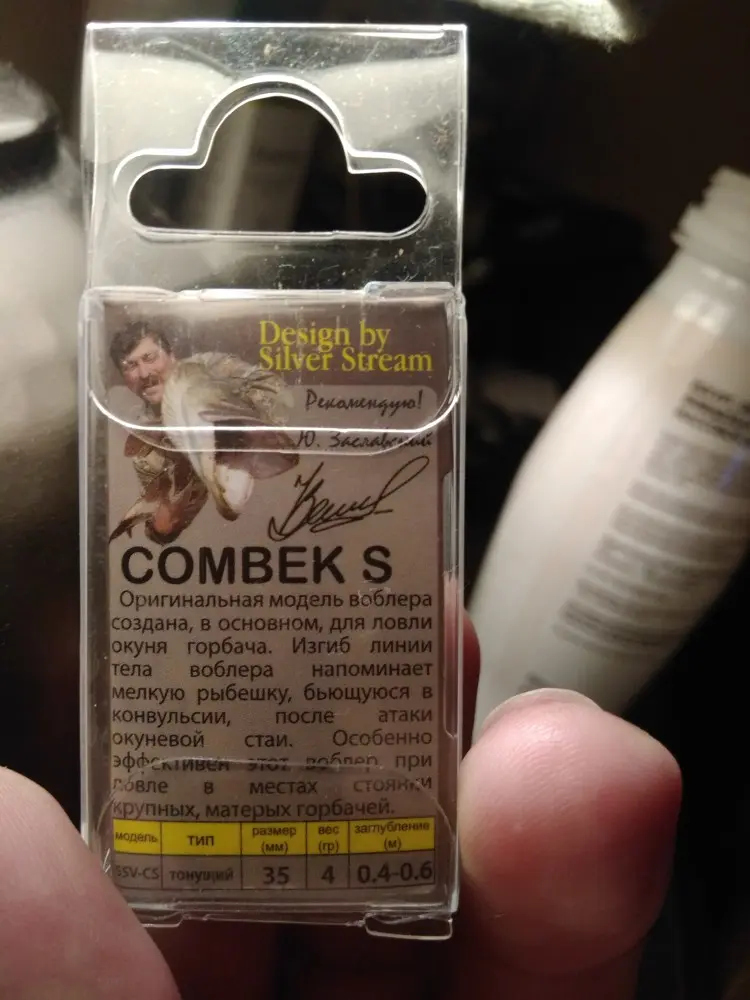 Design by
Silver Stream
Рекомендую!
Ю. Заславский
COMBEK S
Оригинальная модель воблера
создана, в основном, для ловли
окуня горбача. Изгиб линии
тела воблера напоминает
мелкую рыбешку, бьющуюся в
конвульсии, после атаки
окуневой стаи. Особенно
эффективен этот воблер при
ловле в местах стоянки
крупных, матерых горбачей.
модель тип размер (мм) вес (гр) заглубление (м)
SSV-CS тонущий 35 4 0.4-0.6